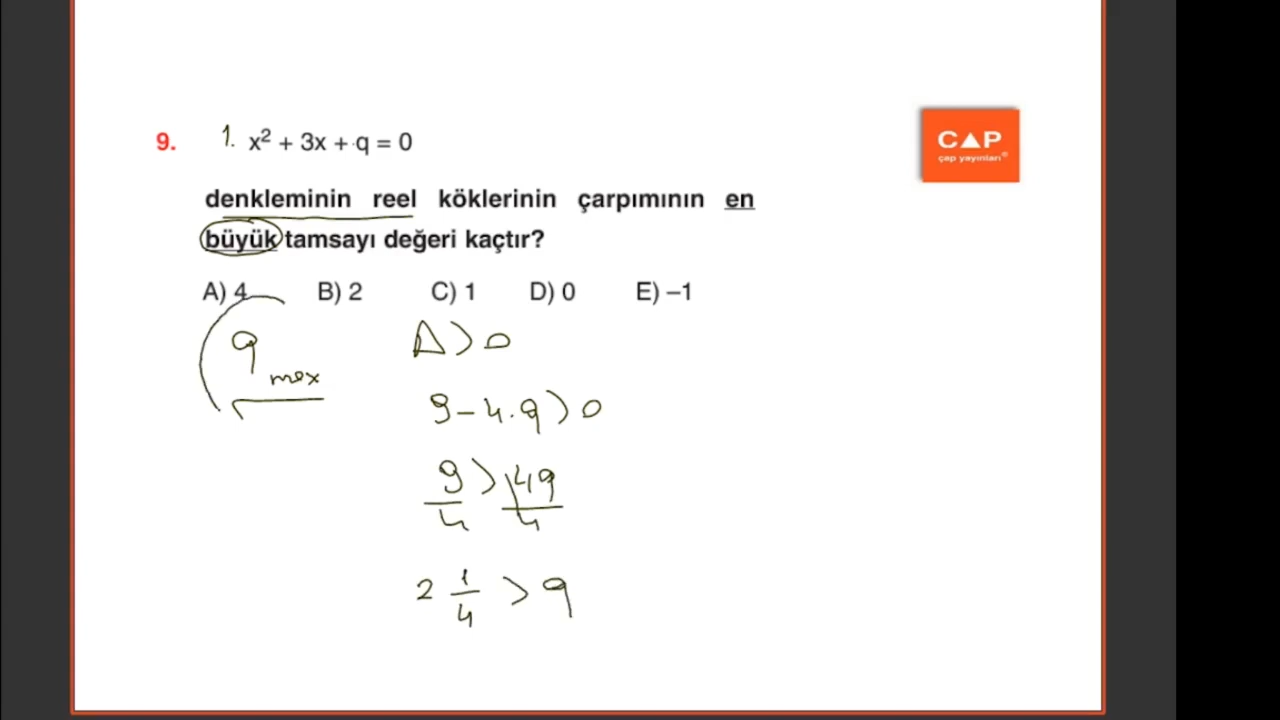 9. 1. x² + 3x + q = 0
CAP
çap yayınları®
denkleminin reel köklerinin çarpımının en
büyük tamsayı değeri kaçtır?
A) 4 B) 2 C) 1 D) 0 E) –1
q max
Δ > 0
9 - 4.q > 0
9/4 > 4q/4
2 1/4 > q